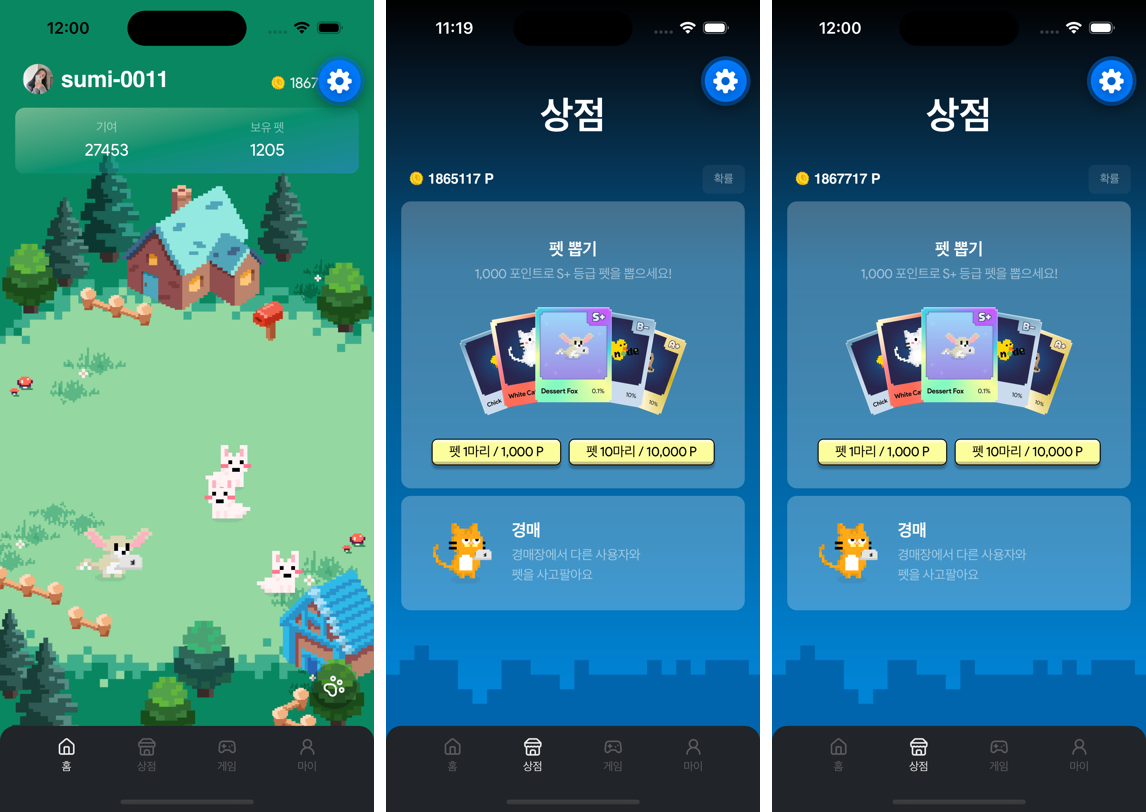 12:00
sumi-0011
1867
기여
보유 펫
27453
1205
홈
상점
게임
마이
11:19
상점
1865117 P
확률
펫 뽑기
1,000 포인트로 S+ 등급 펫을 뽑으세요!
S+
B-
A+
Chick
White Ca
Dessert Fox
0.1%
10%
10%
펫 1마리 / 1,000 P
펫 10마리 / 10,000 P
경매
경매장에서 다른 사용자와
펫을 사고팔아요
홈
상점
게임
마이
12:00
상점
1867717 P
확률
펫 뽑기
1,000 포인트로 S+ 등급 펫을 뽑으세요!
S+
B-
A+
Chick
White Ca
Dessert Fox
0.1%
10%
10%
펫 1마리 / 1,000 P
펫 10마리 / 10,000 P
경매
경매장에서 다른 사용자와
펫을 사고팔아요
홈
상점
게임
마이